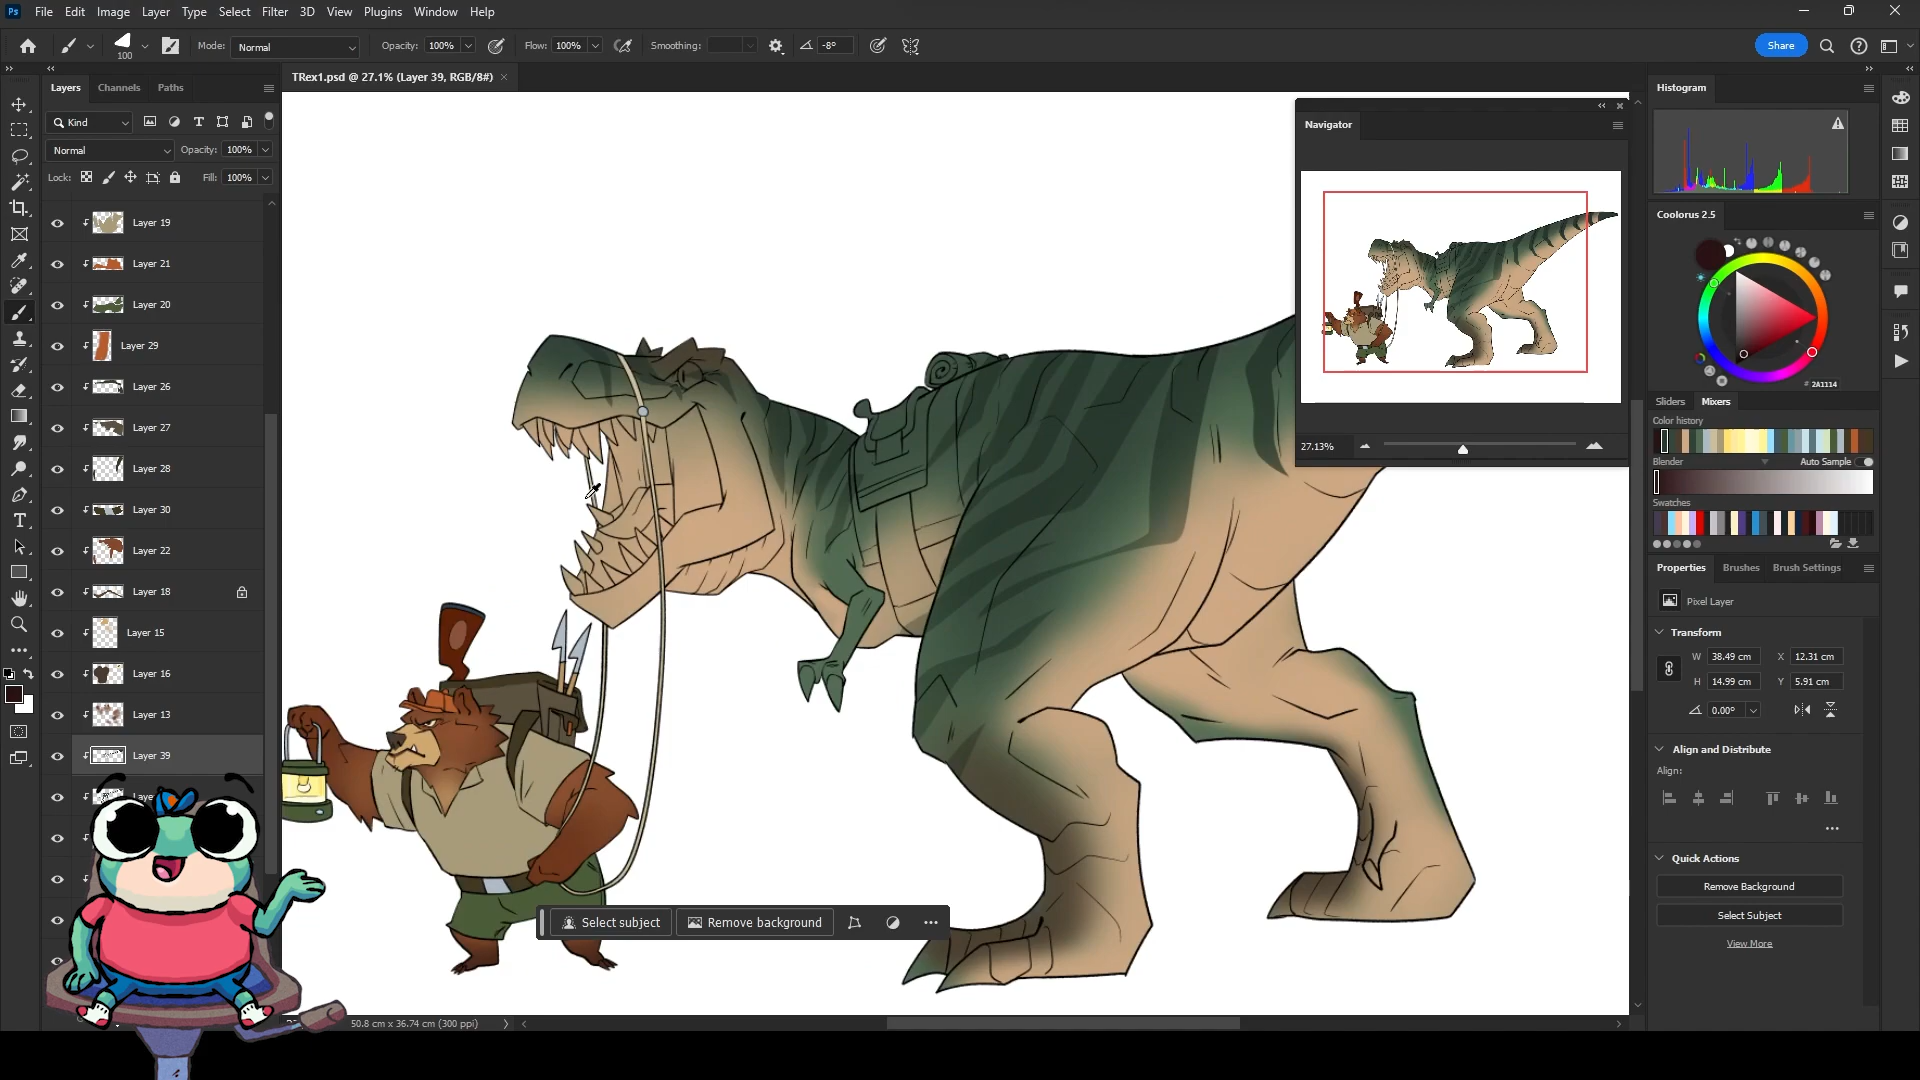 Ps File Edit Image Layer Type Select Filter 3D View Plugins Window Help
100 Mode: Normal Opacity: 100% Flow: 100% Smoothing: -8° Share
Layers Channels Paths
TRex1.psd @ 27.1% (Layer 39, RGB/8#)
Kind
Normal Opacity: 100%
Lock: Fill: 100%
Layer 19
Layer 21
Layer 20
Layer 29
Layer 26
Layer 27
Layer 28
Layer 30
Layer 22
Layer 18
Layer 15
Layer 16
Layer 13
Layer 39
Select subject Remove background
50.8 cm x 36.74 cm (300 ppi)
Navigator
27.13%
Histogram
Coolorus 2.5
# 2A1114
Sliders Mixers
Color history
Blender Auto Sample
Swatches
Properties Brushes Brush Settings
Pixel Layer
Transform
W 38.49 cm X 12.31 cm
H 14.99 cm Y 5.91 cm
0.00°
Align and Distribute
Align:
Quick Actions
Remove Background
Select Subject
View More